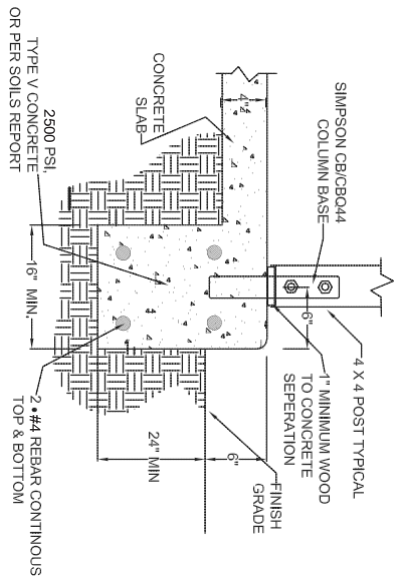 SIMPSON CB/CBQ44
COLUMN BASE
4 X 4 POST TYPICAL
1" MINIMUM WOOD
TO CONCRETE
SEPERATION
6"
CONCRETE
SLAB
4"
FINISH
GRADE
6"
24" MIN
2500 PSI,
TYPE V CONCRETE
OR PER SOILS REPORT
16" MIN.
2 • #4 REBAR CONTINOUS
TOP & BOTTOM